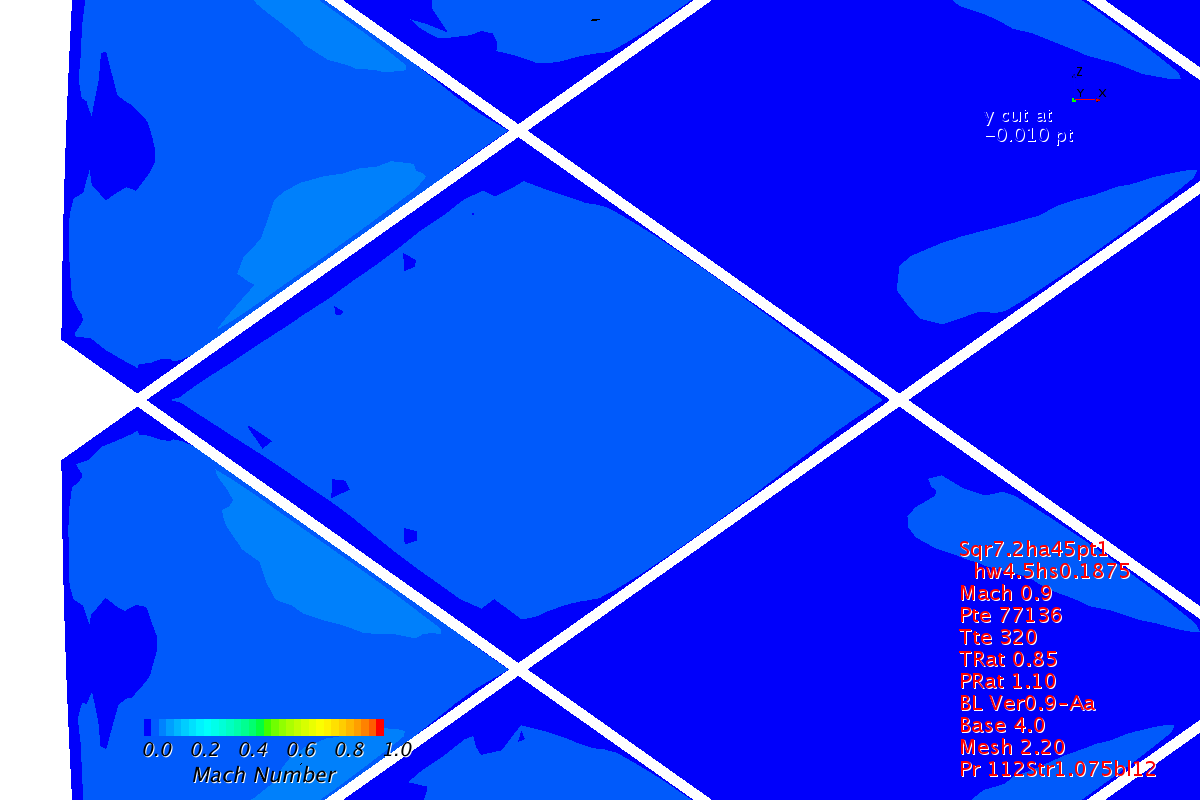 Z
Y X
y cut at
-0.010 pt
Sqr7.2ha45pt1
hw4.5hs0.1875
Mach 0.9
Pte 77136
Tte 320
TRat 0.85
PRat 1.10
BL Ver0.9-Aa
Base 4.0
Mesh 2.20
Pr 112Str1.075bl12
0.0 0.2 0.4 0.6 0.8 1.0
Mach Number